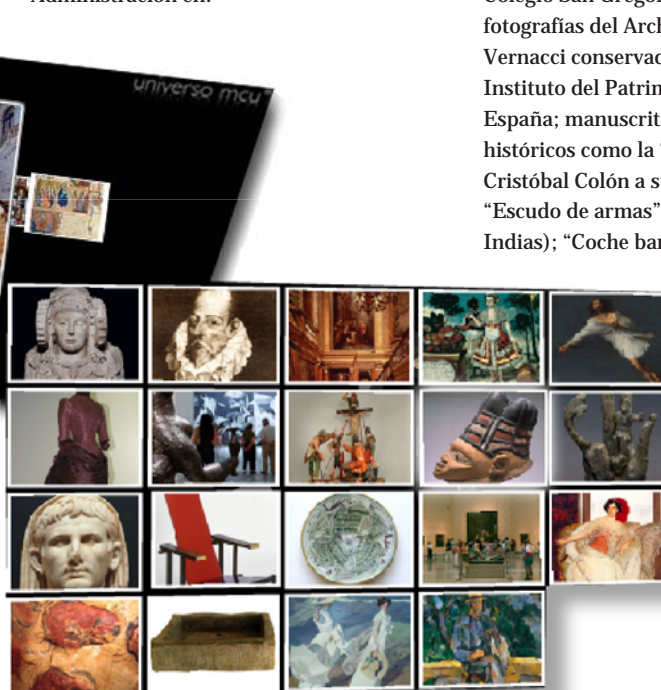 Administración en:
Colegio San Gregor
fotografías del Arch
Vernacci conservad
Instituto del Patrim
España; manuscrit
históricos como la
Cristóbal Colón a s
“Escudo de armas”
Indias); “Coche bar
universo mcu